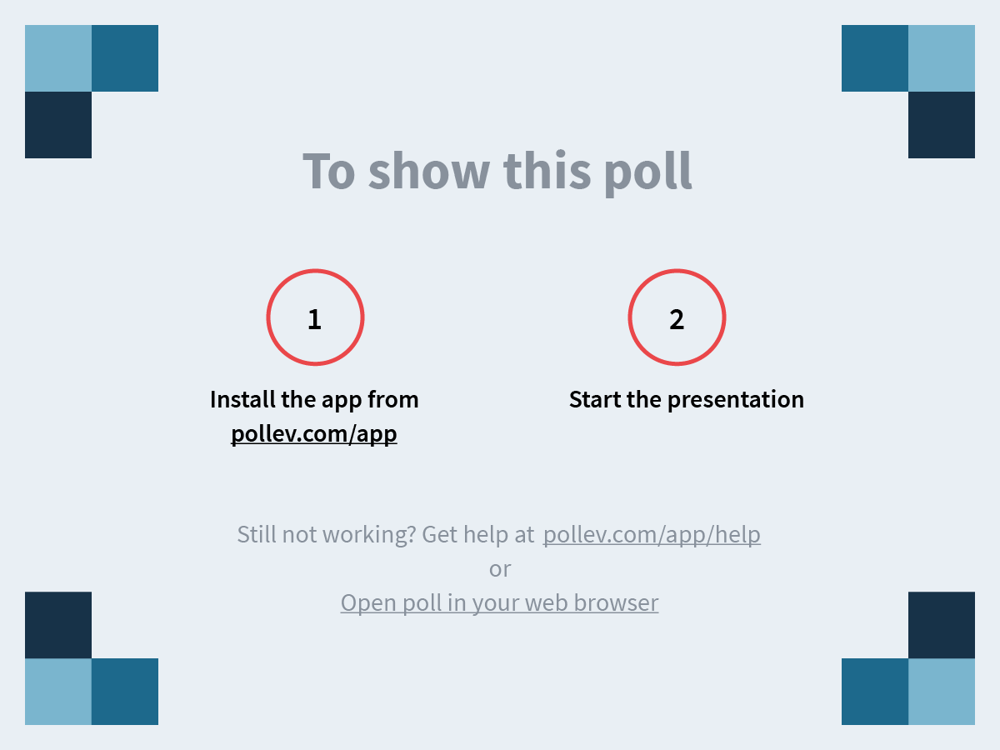 To show this poll
1
2
Install the app from
pollev.com/app
Start the presentation
Still not working? Get help at pollev.com/app/help
or
Open poll in your web browser